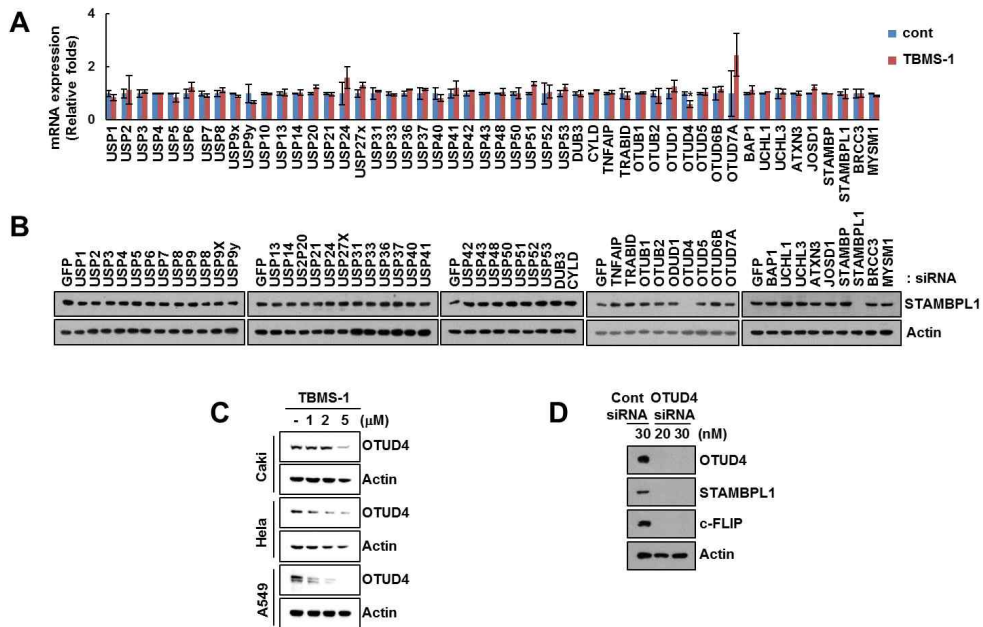 A
mRNA expression
(Relative folds)
4
2
0
cont
TBMS-1
*
USP1
USP2
USP3
USP4
USP5
USP6
USP7
USP8
USP9x
USP9y
USP10
USP13
USP14
USP20
USP21
USP24
USP27x
USP31
USP33
USP36
USP37
USP40
USP41
USP42
USP43
USP48
USP50
USP51
USP52
USP53
DUB3
CYLD
TNFAIP
TRABID
OTUB1
OTUB2
OTUD1
OTUD4
OTUD5
OTUD6B
OTUD7A
BAP1
UCHL1
UCHL3
ATXN3
JOSD1
STAMBP
STAMBPL1
BRCC3
MYSM1
B
GFP
USP1
USP2
USP3
USP4
USP5
USP6
USP7
USP8
USP9
USP8
USP9X
USP9y
GFP
USP13
USP14
US2P20
USP21
USP24
USP27X
USP31
USP33
USP36
USP37
USP40
USP41
GFP
USP42
USP43
USP48
USP50
USP51
USP52
USP53
DUB3
CYLD
GFP
TNFAIP
TRABID
OTUB1
OTUB2
ODUD1
OTUD4
OTUD5
OTUD6B
OTUD7A
GFP
BAP1
UCHL1
UCHL3
ATXN3
JOSD1
STAMBP
STAMBPL1
BRCC3
MYSM1
: siRNA
STAMBPL1
Actin
C
TBMS-1
- 1 2 5 (μM)
Caki
OTUD4
Actin
Hela
OTUD4
Actin
A549
OTUD4
Actin
D
Cont OTUD4
siRNA siRNA
30 20 30 (nM)
OTUD4
STAMBPL1
c-FLIP
Actin